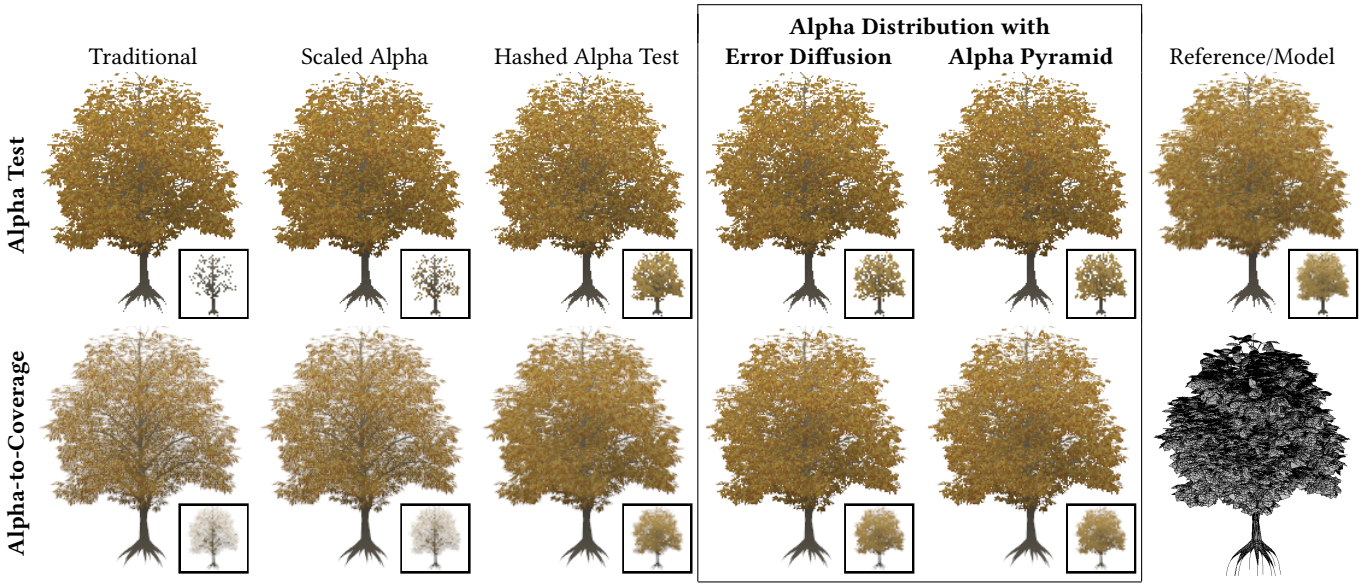 Alpha Distribution with
Traditional Scaled Alpha Hashed Alpha Test Error Diffusion Alpha Pyramid Reference/Model
Alpha Test
Alpha-to-Coverage